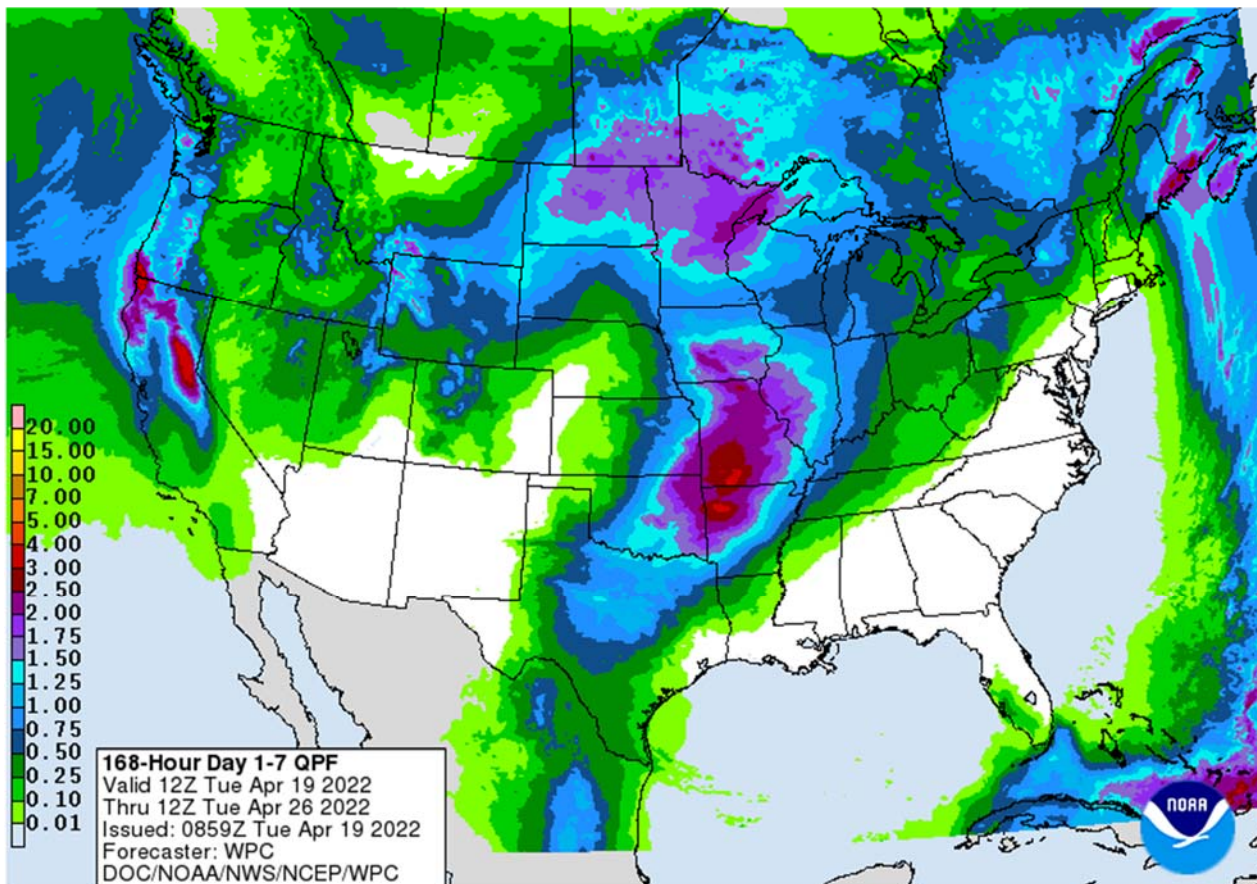 20.00
15.00
10.00
7.00
5.00
4.00
3.00
2.50
2.00
1.75
1.50
1.25
1.00
0.75
0.50
0.25
0.10
0.01
168-Hour Day 1-7 QPF
Valid 12Z Tue Apr 19 2022
Thru 12Z Tue Apr 26 2022
Issued: 0859Z Tue Apr 19 2022
Forecaster: WPC
DOC/NOAA/NWS/NCEP/WPC
NOAA